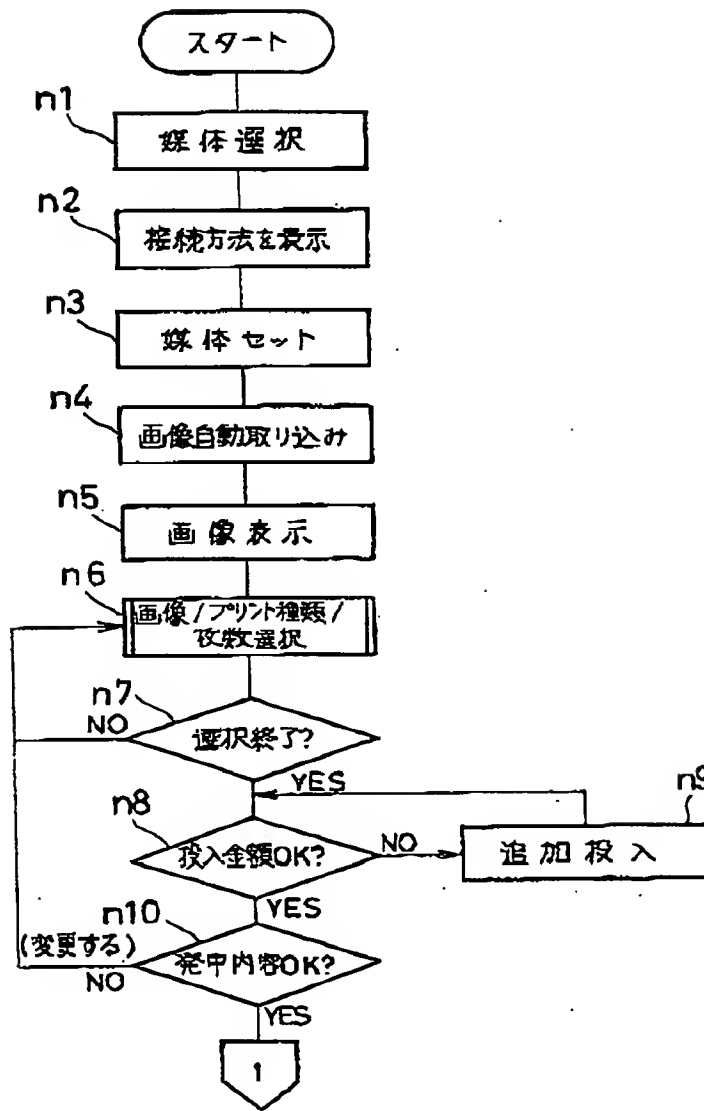 スタート
n1
媒体選択
n2
接続方法を表示
n3
媒体セット
n4
画像自動取り込み
n5
画像表示
n6
画像/プリント種類/
枚数選択
n7
NO
選択終了?
YES
n8
投入金額OK?
NO
n9
追加投入
YES
n10
(変更する)
NO
発中内容OK?
YES
1